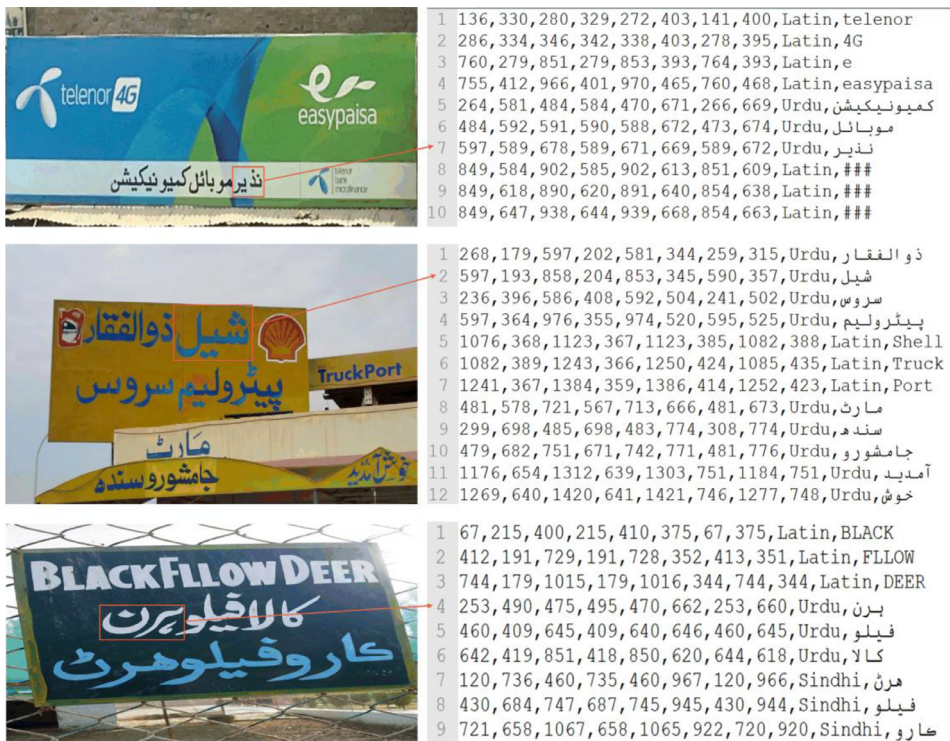 telenor 4G
easypaisa
نذیر موبائل کمیونیکیشن
telenor
bank
microfinance
1 136,330,280,329,272,403,141,400,Latin,telenor
2 286,334,346,342,338,403,278,395,Latin,4G
3 760,279,851,279,853,393,764,393,Latin,e
4 755,412,966,401,970,465,760,468,Latin,easypaisa
5 264,581,484,584,470,671,266,669,Urdu,کمیونیکیشن
6 484,592,591,590,588,672,473,674,Urdu,موبائل
7 597,589,678,589,671,669,589,672,Urdu,نذیر
8 849,584,902,585,902,613,851,609,Latin,###
9 849,618,890,620,891,640,854,638,Latin,###
10 849,647,938,644,939,668,854,663,Latin,###
شیل ذوالفقار
پیٹرولیم سروس
TruckPort
مارٹ
جامشورو سندھ
خوش آمدید
1 268,179,597,202,581,344,259,315,Urdu,ذوالفقار
2 597,193,858,204,853,345,590,357,Urdu,شیل
3 236,396,586,408,592,504,241,502,Urdu,سروس
4 597,364,976,355,974,520,595,525,Urdu,پیٹرولیم
5 1076,368,1123,367,1123,385,1082,388,Latin,Shell
6 1082,389,1243,366,1250,424,1085,435,Latin,Truck
7 1241,367,1384,359,1386,414,1252,423,Latin,Port
8 481,578,721,567,713,666,481,673,Urdu,مارٹ
9 299,698,485,698,483,774,308,774,Urdu,سندھ
10 479,682,751,671,742,771,481,776,Urdu,جامشورو
11 1176,654,1312,639,1303,751,1184,751,Urdu,آمدید
12 1269,640,1420,641,1421,746,1277,748,Urdu,خوش
BLACK FLLOW DEER
کالا فیلو ہرن
ڪارو فيلو هرڻ
1 67,215,400,215,410,375,67,375,Latin,BLACK
2 412,191,729,191,728,352,413,351,Latin,FLLOW
3 744,179,1015,179,1016,344,744,344,Latin,DEER
4 253,490,475,495,470,662,253,660,Urdu,ہرن
5 460,409,645,409,640,646,460,645,Urdu,فیلو
6 642,419,851,418,850,620,644,618,Urdu,کالا
7 120,736,460,735,460,967,120,966,Sindhi,هرڻ
8 430,684,747,687,745,945,430,944,Sindhi,فيلو
9 721,658,1067,658,1065,922,720,920,Sindhi,ڪارو